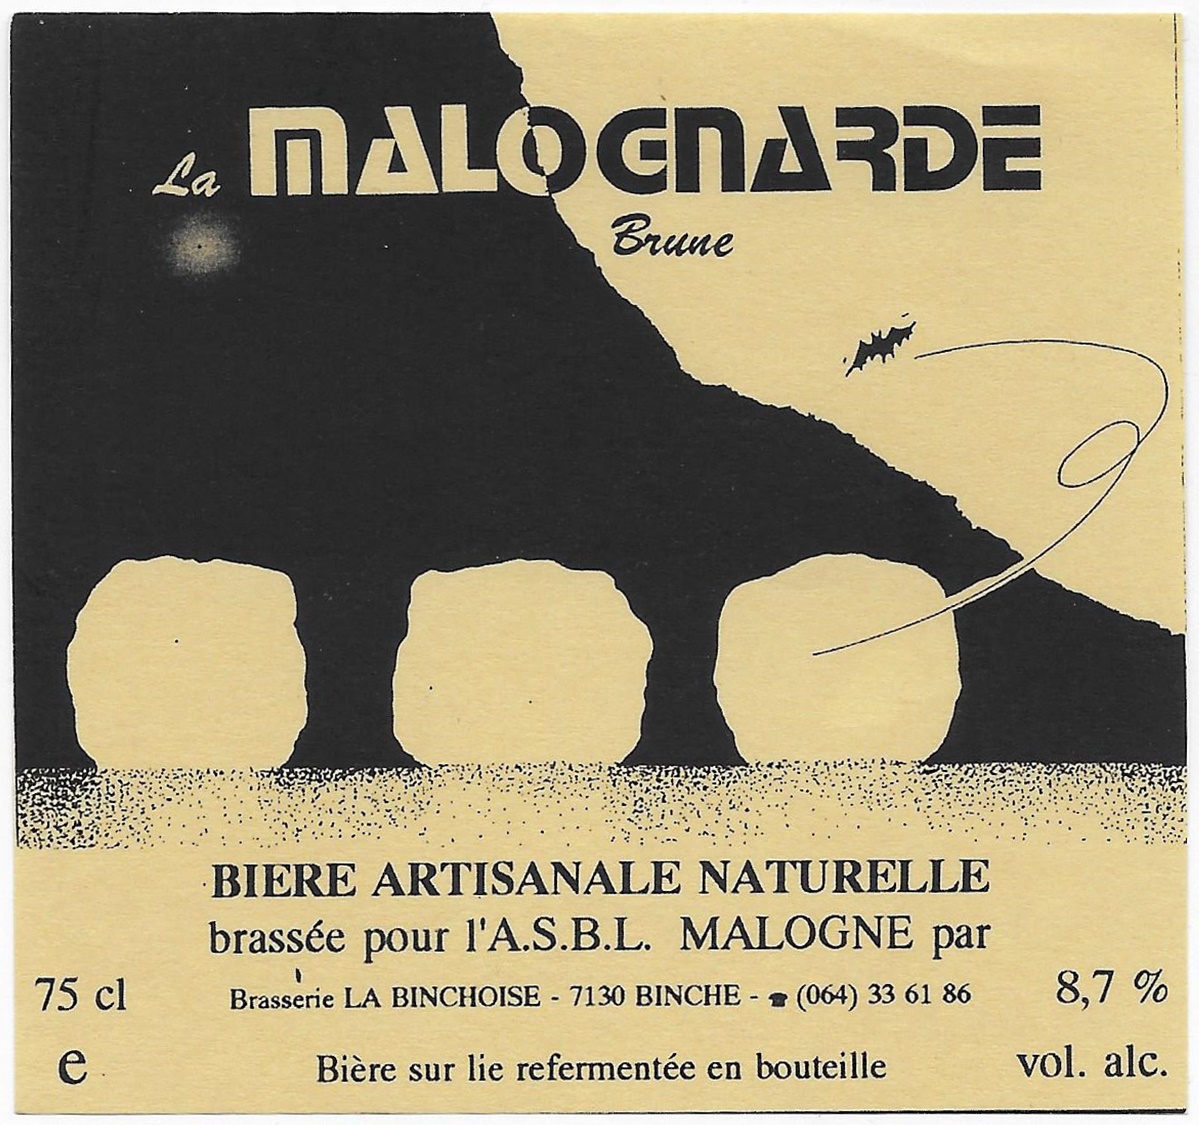 La MALOGNARDE
Brune
BIERE ARTISANALE NATURELLE
brassée pour l'A.S.B.L. MALOGNE par
75 cl
Brasserie LA BINCHOISE - 7130 BINCHE - ☎ (064) 33 61 86
8,7 %
e
Bière sur lie refermentée en bouteille
vol. alc.